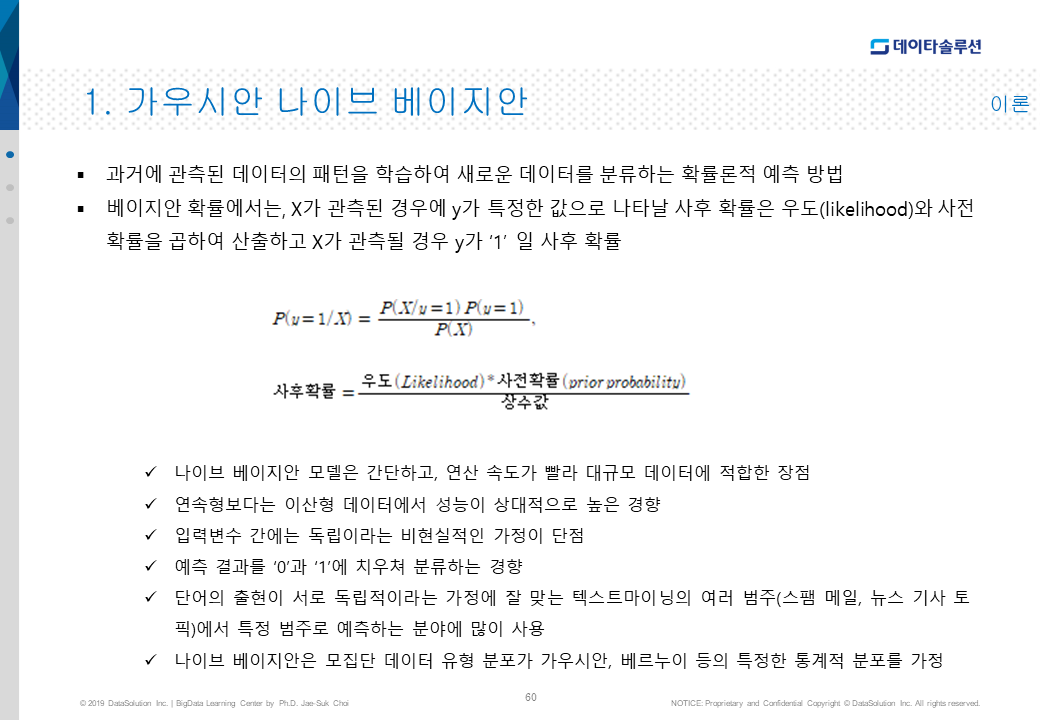 데이타솔루션
1. 가우시안 나이브 베이지안
이론
▪ 과거에 관측된 데이터의 패턴을 학습하여 새로운 데이터를 분류하는 확률론적 예측 방법
▪ 베이지안 확률에서는, X가 관측된 경우에 y가 특정한 값으로 나타날 사후 확률은 우도(likelihood)와 사전
확률을 곱하여 산출하고 X가 관측될 경우 y가 '1' 일 사후 확률
P(y=1/X) = P(X/y=1) P(y=1) / P(X),
사후확률 = 우도(Likelihood)*사전확률(prior probability) / 상수값
✓ 나이브 베이지안 모델은 간단하고, 연산 속도가 빨라 대규모 데이터에 적합한 장점
✓ 연속형보다는 이산형 데이터에서 성능이 상대적으로 높은 경향
✓ 입력변수 간에는 독립이라는 비현실적인 가정이 단점
✓ 예측 결과를 '0'과 '1'에 치우쳐 분류하는 경향
✓ 단어의 출현이 서로 독립적이라는 가정에 잘 맞는 텍스트마이닝의 여러 범주(스팸 메일, 뉴스 기사 토
픽)에서 특정 범주로 예측하는 분야에 많이 사용
✓ 나이브 베이지안은 모집단 데이터 유형 분포가 가우시안, 베르누이 등의 특정한 통계적 분포를 가정
© 2019 DataSolution Inc. | BigData Learning Center by Ph.D. Jae-Suk Choi
60
NOTICE: Proprietary and Confidential Copyright © DataSolution Inc. All rights reserved.